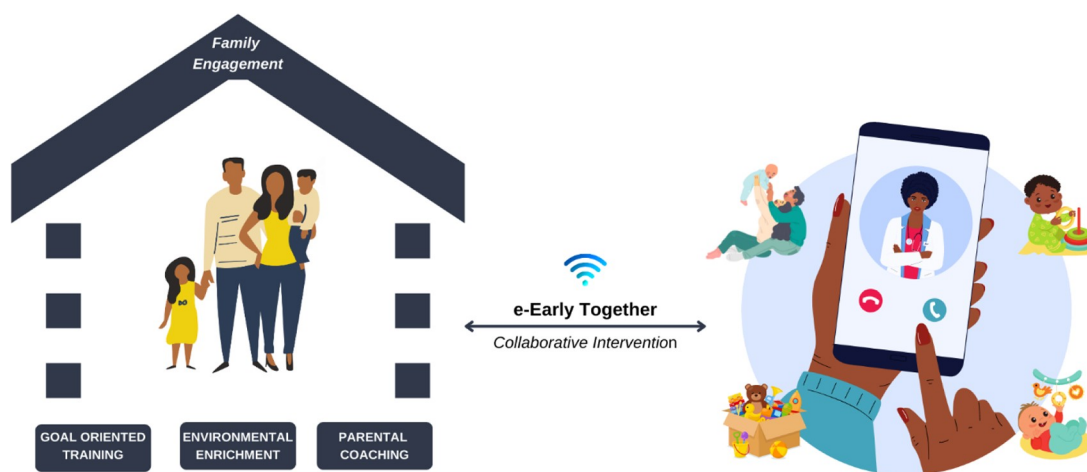 Family
Engagement
e-Early Together
Collaborative Intervention
GOAL ORIENTED
TRAINING
ENVIRONMENTAL
ENRICHMENT
PARENTAL
COACHING